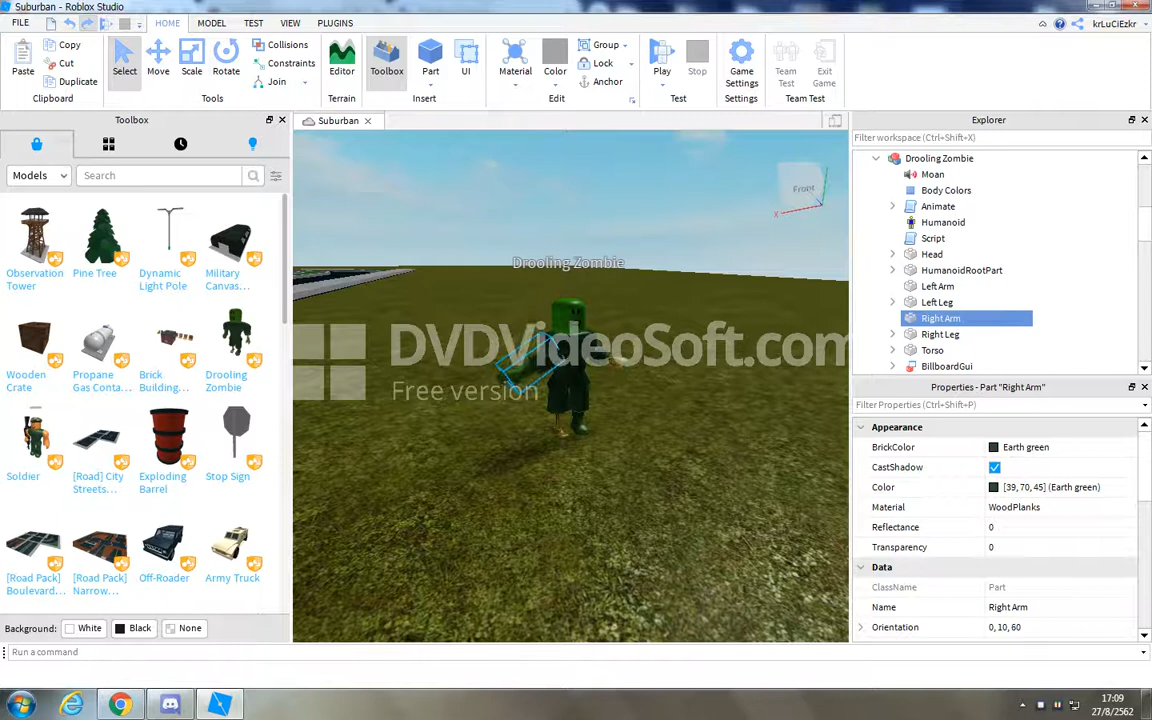 Suburban - Roblox Studio
FILE HOME MODEL TEST VIEW PLUGINS krLuCiEzkr
Paste Copy Cut Duplicate Clipboard
Select Move Scale Rotate Collisions Constraints Join Tools
Editor Terrain
Toolbox Part UI Insert
Material Color Group Lock Anchor Edit
Play Stop Test
Game Settings Settings
Team Test Exit Game Team Test
Toolbox
Models Search
Observation Tower
Pine Tree
Dynamic Light Pole
Military Canvas...
Wooden Crate
Propane Gas Conta...
Brick Building...
Drooling Zombie
Soldier
[Road] City Streets...
Exploding Barrel
Stop Sign
[Road Pack] Boulevard...
[Road Pack] Narrow...
Off-Roader
Army Truck
Background: White Black None
Run a command
Suburban
Front
X
Drooling Zombie
DVDVideoSoft.com
Free version
Explorer
Filter workspace (Ctrl+Shift+X)
Drooling Zombie
Moan
Body Colors
Animate
Humanoid
Script
Head
HumanoidRootPart
Left Arm
Left Leg
Right Arm
Right Leg
Torso
BillboardGui
Properties - Part "Right Arm"
Filter Properties (Ctrl+Shift+P)
Appearance
BrickColor Earth green
CastShadow
Color [39, 70, 45] (Earth green)
Material WoodPlanks
Reflectance 0
Transparency 0
Data
ClassName Part
Name Right Arm
Orientation 0, 10, 60
17:09
27/8/2562